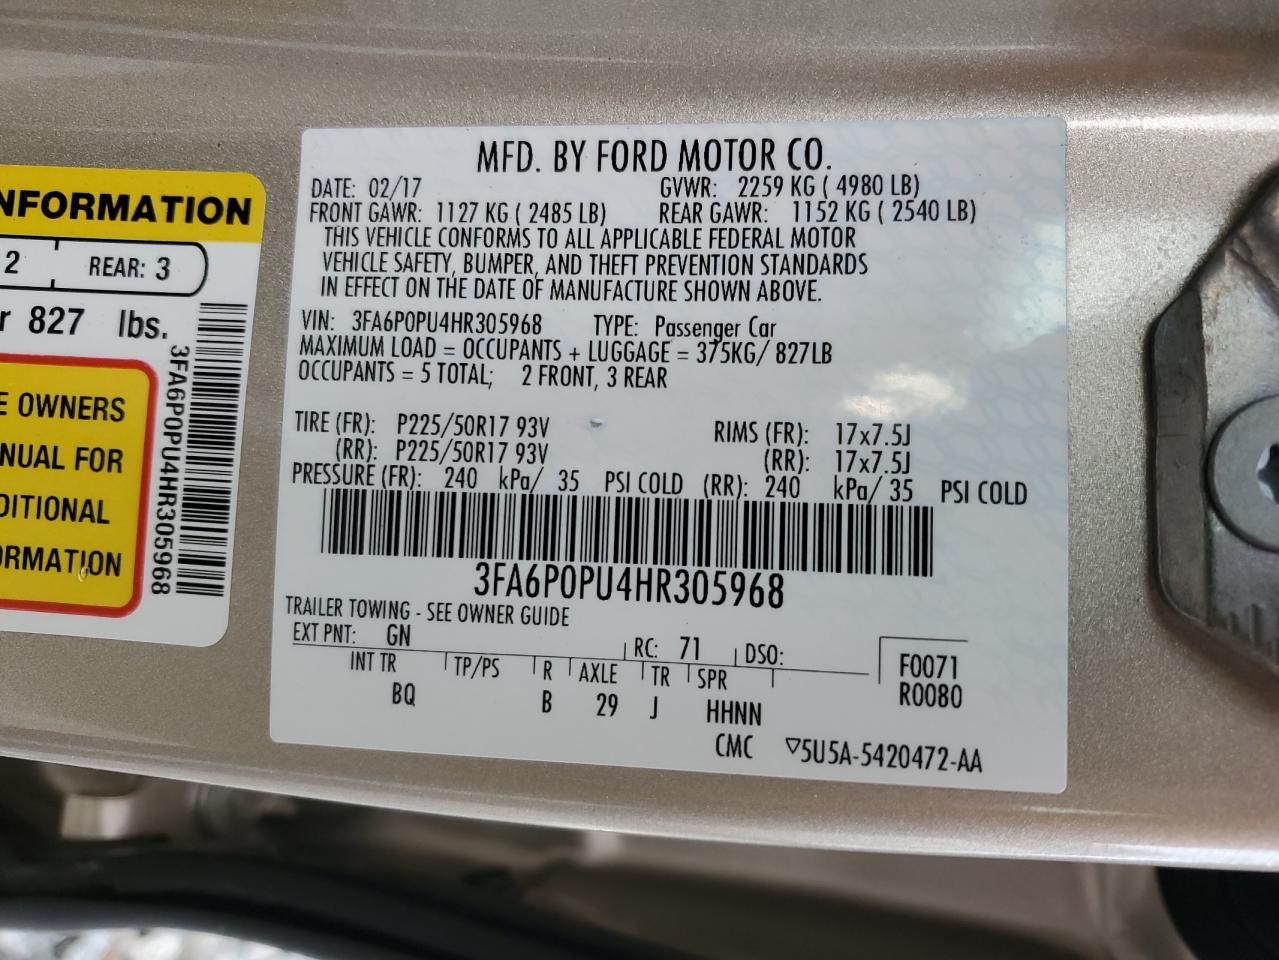 NFORMATION
2 REAR: 3
r 827 lbs.
E OWNERS
NUAL FOR
DITIONAL
ORMATION
3FA6P0PU4HR305968
MFD. BY FORD MOTOR CO.
DATE: 02/17 GVWR: 2259 KG ( 4980 LB)
FRONT GAWR: 1127 KG ( 2485 LB) REAR GAWR: 1152 KG ( 2540 LB)
THIS VEHICLE CONFORMS TO ALL APPLICABLE FEDERAL MOTOR
VEHICLE SAFETY, BUMPER, AND THEFT PREVENTION STANDARDS
IN EFFECT ON THE DATE OF MANUFACTURE SHOWN ABOVE.
VIN: 3FA6P0PU4HR305968 TYPE: Passenger Car
MAXIMUM LOAD = OCCUPANTS + LUGGAGE = 375KG/ 827LB
OCCUPANTS = 5 TOTAL; 2 FRONT, 3 REAR
TIRE (FR): P225/50R17 93V RIMS (FR): 17x7.5J
(RR): P225/50R17 93V (RR): 17x7.5J
PRESSURE (FR): 240 kPa/ 35 PSI COLD (RR): 240 kPa/ 35 PSI COLD
3FA6P0PU4HR305968
TRAILER TOWING - SEE OWNER GUIDE
EXT PNT: GN RC: 71 DSO: F0071
INT TR TP/PS R AXLE TR SPR R0080
BQ B 29 J HHNN
CMC ▽5U5A-5420472-AA